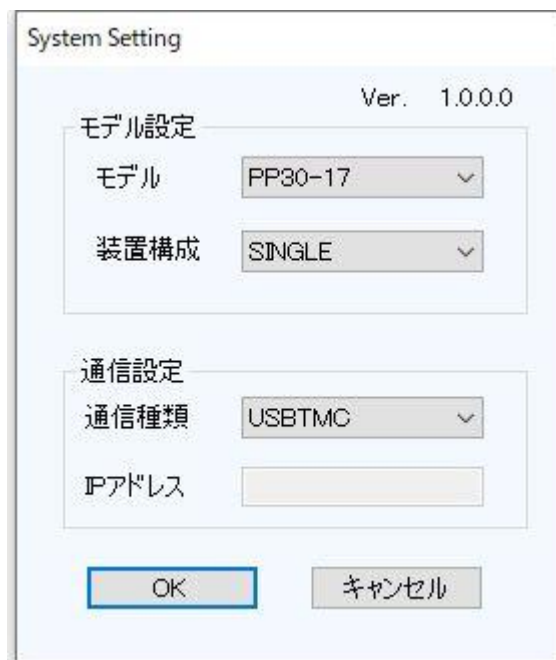 System Setting
Ver. 1.0.0.0
モデル設定
モデル PP30-17
装置構成 SINGLE
通信設定
通信種類 USBTMC
IPアドレス
OK キャンセル